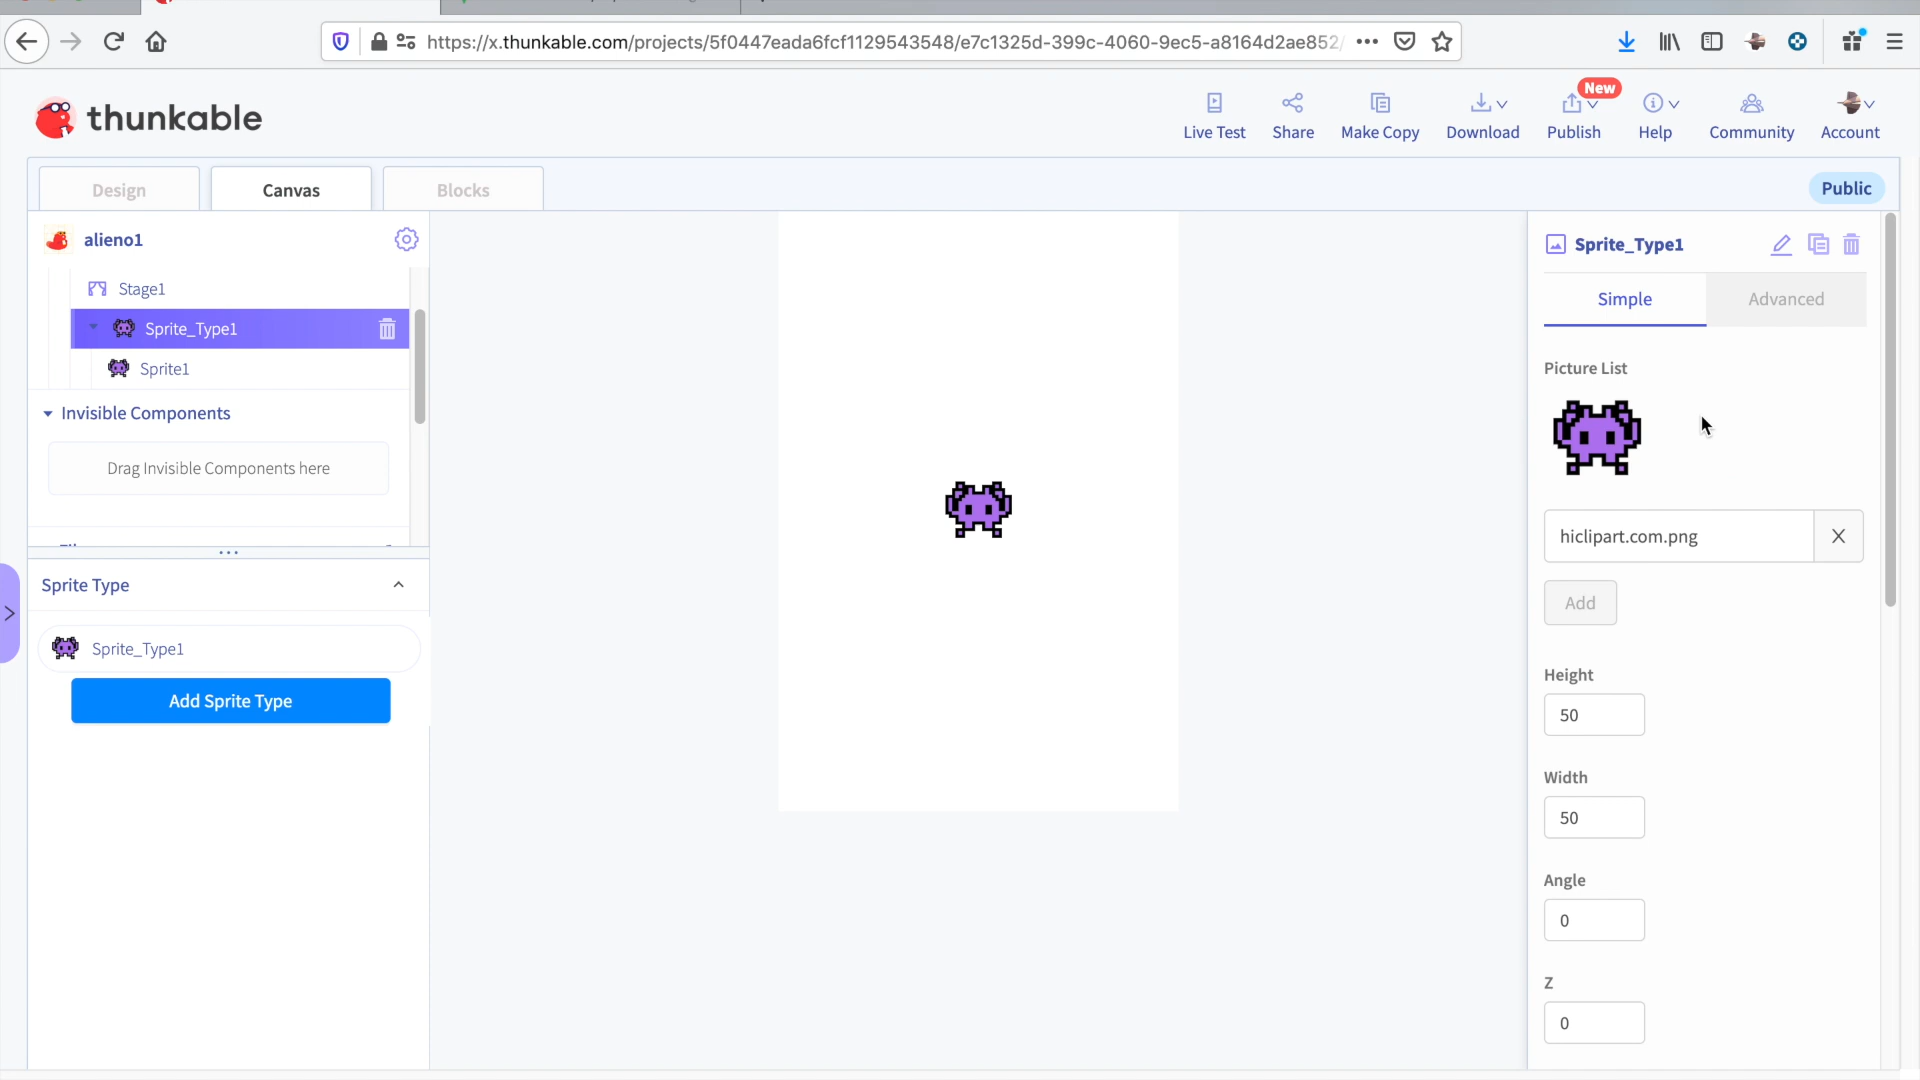 https://x.thunkable.com/projects/5f0447eada6fcf1129543548/e7c1325d-399c-4060-9ec5-a8164d2ae852/
thunkable
New
Live Test
Share
Make Copy
Download
Publish
Help
Community
Account
Design
Canvas
Blocks
Public
alieno1
Stage1
Sprite_Type1
Sprite1
Invisible Components
Drag Invisible Components here
Sprite Type
Sprite_Type1
Add Sprite Type
Sprite_Type1
Simple
Advanced
Picture List
hiclipart.com.png
X
Add
Height
50
Width
50
Angle
0
Z
0